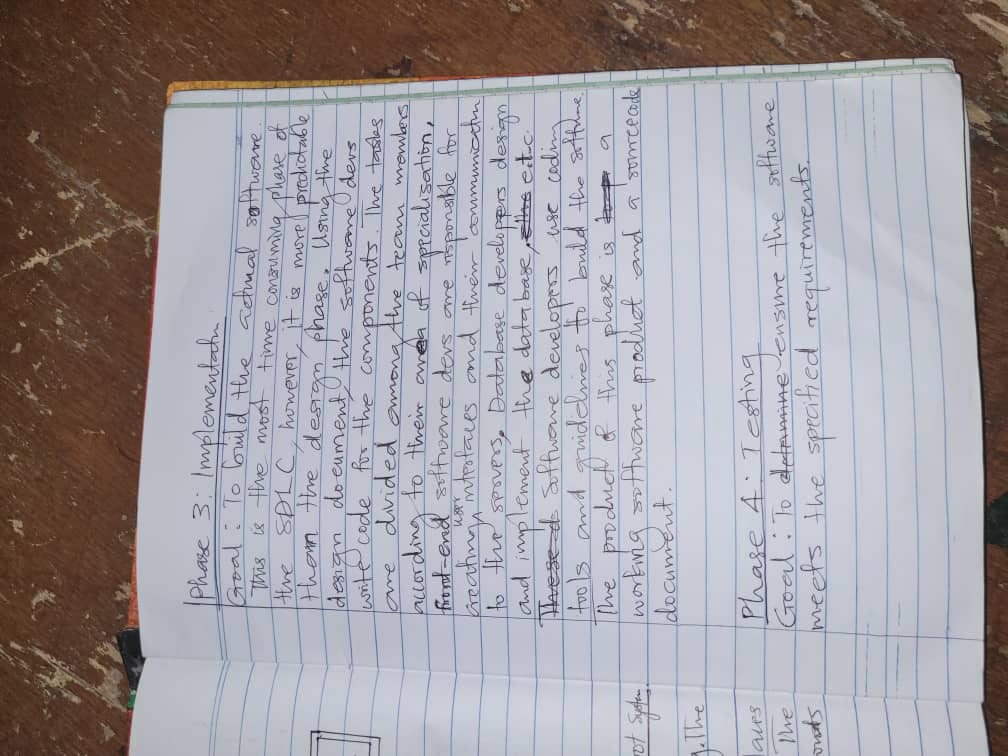 Phase 3: Implementatn.
Goal: To build the actual software.
This is the most time consuming phase of
the SDLC, however, it is more predictable
than the design phase. Using the
design document, the software devs
write code for the components. The tasks
are divided among the team members
according to their area of specialisation,
front-end software devs are responsible for
creating user interfaces and their communicatn
to the servers, Database developers design
and implement the database, etc.
These d Software developers use coding
tools and guidelines to build the software.
The product of this phase is a
working software product and a sourcecode
document.
Phase 4: Testing
Goal: To determine ensure the software
meets the specified requirements.
ot System.
g. The
The